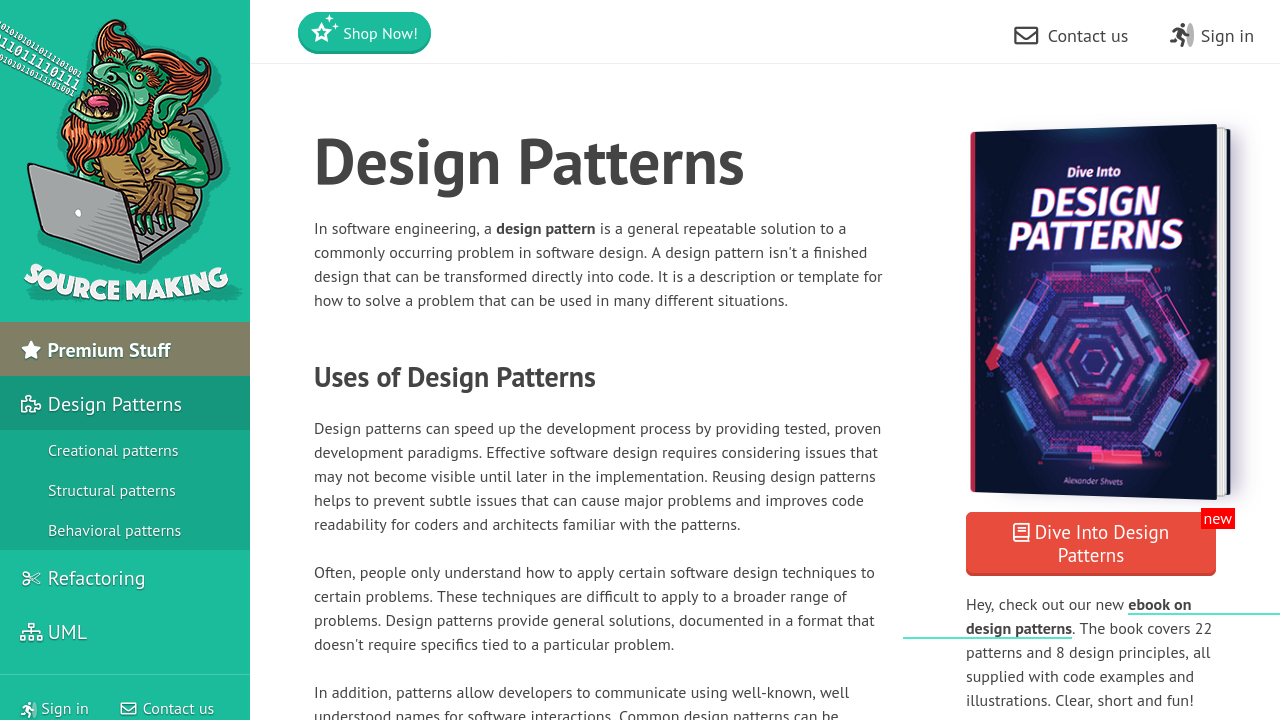 SOURCE MAKING
Premium Stuff
Design Patterns
Creational patterns
Structural patterns
Behavioral patterns
Refactoring
UML
Sign in
Contact us
Shop Now!
Contact us
Sign in
Design Patterns
In software engineering, a design pattern is a general repeatable solution to a
commonly occurring problem in software design. A design pattern isn't a finished
design that can be transformed directly into code. It is a description or template for
how to solve a problem that can be used in many different situations.
Uses of Design Patterns
Design patterns can speed up the development process by providing tested, proven
development paradigms. Effective software design requires considering issues that
may not become visible until later in the implementation. Reusing design patterns
helps to prevent subtle issues that can cause major problems and improves code
readability for coders and architects familiar with the patterns.
Often, people only understand how to apply certain software design techniques to
certain problems. These techniques are difficult to apply to a broader range of
problems. Design patterns provide general solutions, documented in a format that
doesn't require specifics tied to a particular problem.
In addition, patterns allow developers to communicate using well-known, well
understood names for software interactions. Common design patterns can be
Dive Into
DESIGN
PATTERNS
Alexander Shvets
new
Dive Into Design
Patterns
Hey, check out our new ebook on
design patterns. The book covers 22
patterns and 8 design principles, all
supplied with code examples and
illustrations. Clear, short and fun!